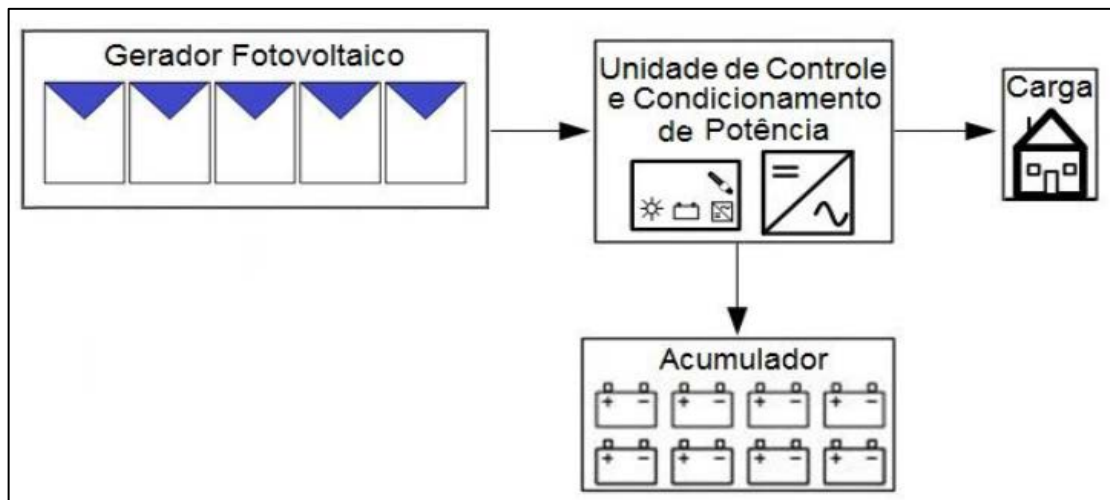 Gerador Fotovoltaico
Unidade de Controle
e Condicionamento
de Potência
Carga
Acumulador
+ − + − + − + −
+ − + − + − + −